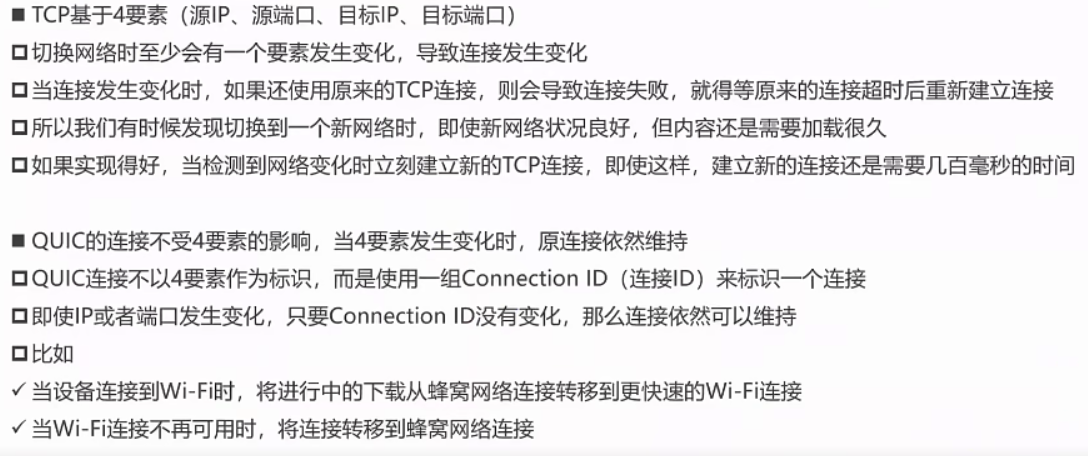 ■ TCP基于4要素（源IP、源端口、目标IP、目标端口）
切换网络时至少会有一个要素发生变化，导致连接发生变化
当连接发生变化时，如果还使用原来的TCP连接，则会导致连接失败，就得等原来的连接超时后重新建立连接
所以我们有时候发现切换到一个新网络时，即使新网络状况良好，但内容还是需要加载很久
如果实现得好，当检测到网络变化时立刻建立新的TCP连接，即使这样，建立新的连接还是需要几百毫秒的时间
■ QUIC的连接不受4要素的影响，当4要素发生变化时，原连接依然维持
QUIC连接不以4要素作为标识，而是使用一组Connection ID（连接ID）来标识一个连接
即使IP或者端口发生变化，只要Connection ID没有变化，那么连接依然可以维持
比如
✓ 当设备连接到Wi-Fi时，将进行中的下载从蜂窝网络连接转移到更快速的Wi-Fi连接
✓ 当Wi-Fi连接不再可用时，将连接转移到蜂窝网络连接